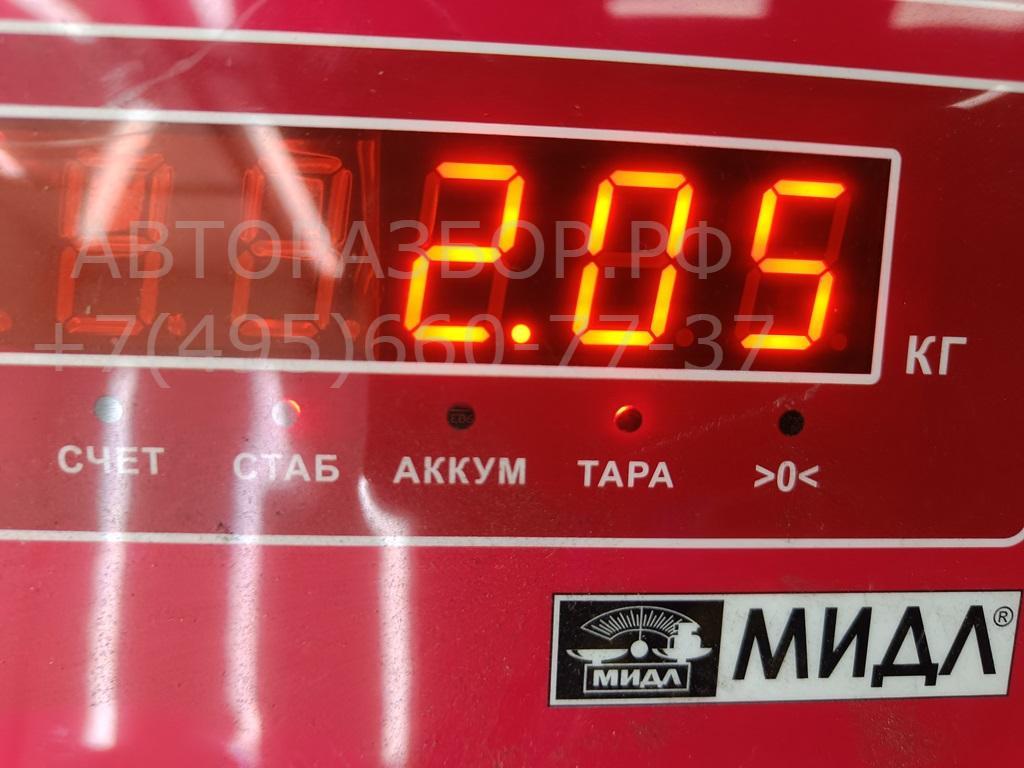 2.05
КГ
АВТОРАЗБОР.РФ
+7(495)660-77-37
СЧЕТ СТАБ АККУМ ТАРА >0<
МИДЛ МИДЛ®